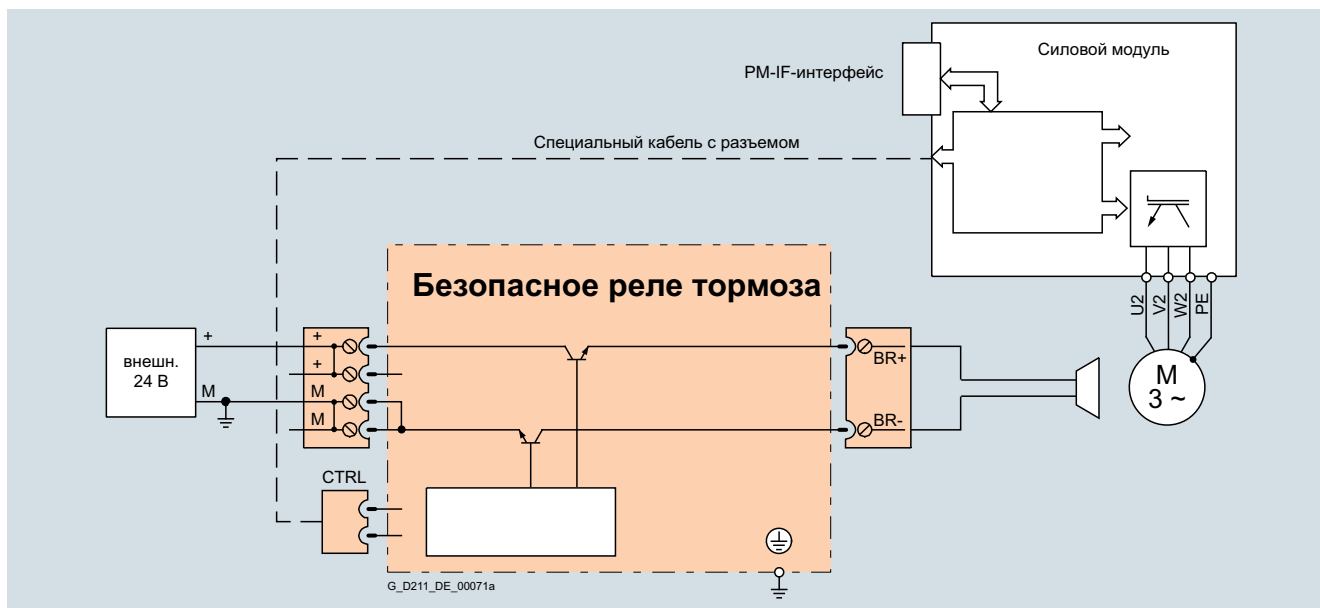 Силовой модуль
PM-IF-интерфейс
Специальный кабель с разъемом
Безопасное реле тормоза
U2
V2
W2
PE
внешн.
24 В
+
M
+
+
M
M
BR+
BR-
M
3 ~
CTRL
G_D211_DE_00071a